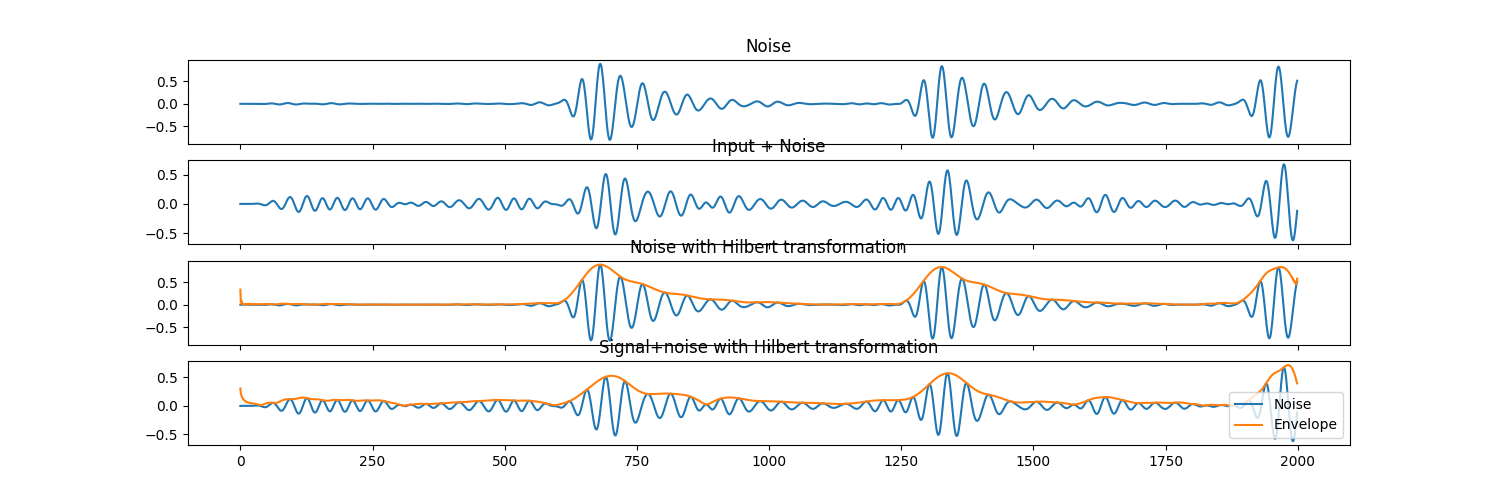 Noise
0.5
0.0
−0.5
Input + Noise
0.5
0.0
−0.5
Noise with Hilbert transformation
0.5
0.0
−0.5
Signal+noise with Hilbert transformation
0.5
0.0
−0.5
Noise
Envelope
0 250 500 750 1000 1250 1500 1750 2000